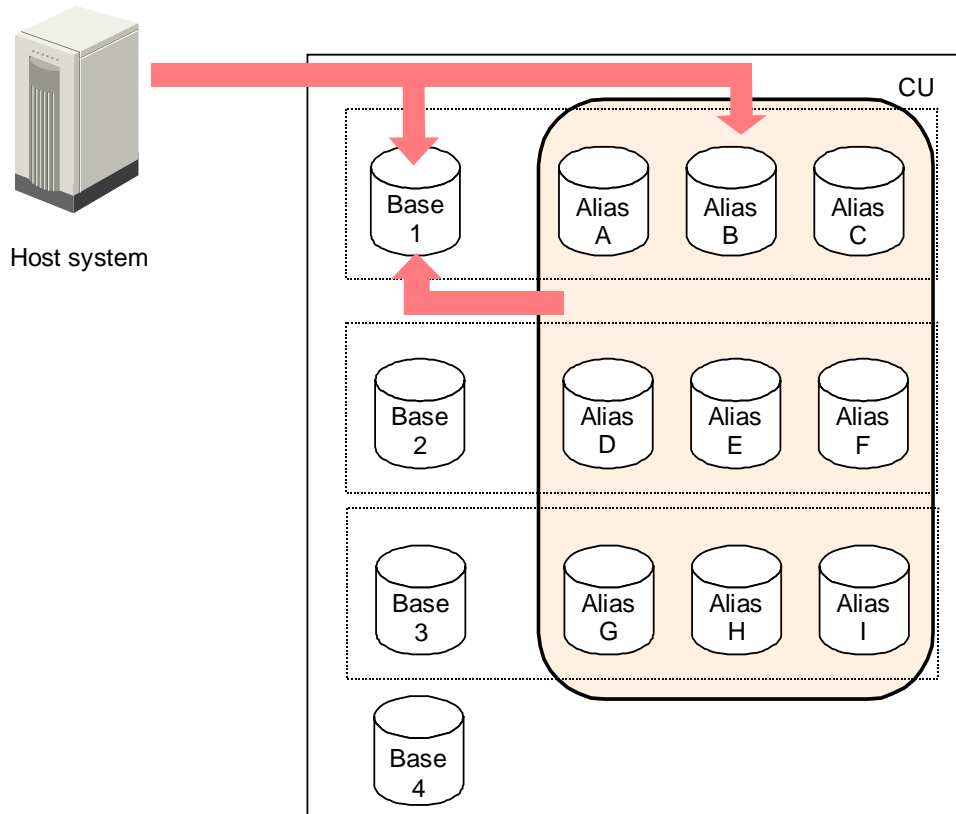 CU
Host system
Base
1
Alias
A
Alias
B
Alias
C
Base
2
Alias
D
Alias
E
Alias
F
Base
3
Alias
G
Alias
H
Alias
I
Base
4